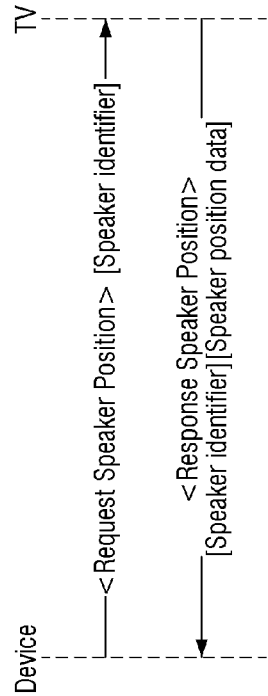 Device
TV
<Request Speaker Position> [Speaker identifier]
<Response Speaker Position>
[Speaker identifier][Speaker position data]